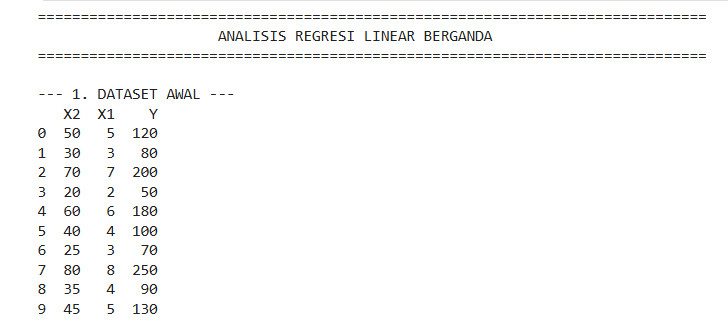 ================================================================================
ANALISIS REGRESI LINEAR BERGANDA
================================================================================
--- 1. DATASET AWAL ---
   X2  X1    Y
0  50   5  120
1  30   3   80
2  70   7  200
3  20   2   50
4  60   6  180
5  40   4  100
6  25   3   70
7  80   8  250
8  35   4   90
9  45   5  130